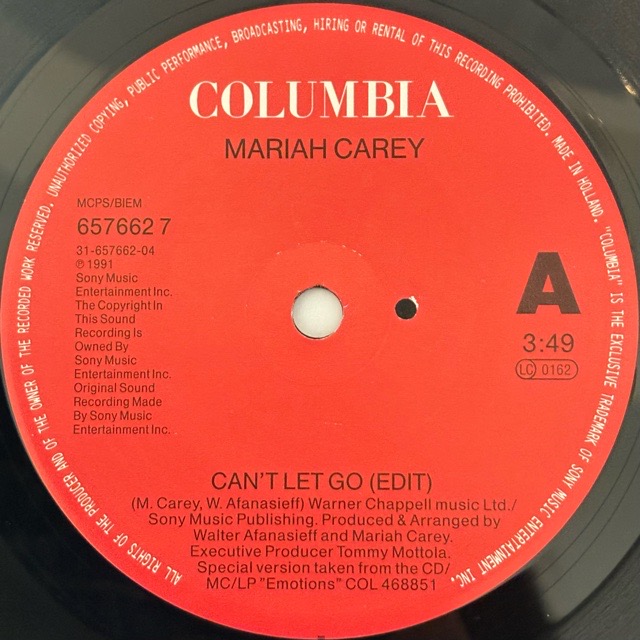 ALL RIGHTS OF THE PRODUCER AND OF THE OWNER OF THE RECORDED WORK RESERVED. UNAUTHORIZED COPYING, PUBLIC PERFORMANCE, BROADCASTING, HIRING OR RENTAL OF THIS RECORDING PROHIBITED. MADE IN HOLLAND. "COLUMBIA" IS THE EXCLUSIVE TRADEMARK OF SONY MUSIC ENTERTAINMENT INC.
COLUMBIA
MARIAH CAREY
MCPS/BIEM
657662 7
31-657662-04
℗ 1991
Sony Music
Entertainment Inc.
The Copyright In
This Sound
Recording Is
Owned By
Sony Music
Entertainment Inc.
Original Sound
Recording Made
By Sony Music
Entertainment Inc.
A
3:49
LC 0162
CAN'T LET GO (EDIT)
(M. Carey, W. Afanasieff) Warner Chappell music Ltd./
Sony Music Publishing. Produced & Arranged by
Walter Afanasieff and Mariah Carey.
Executive Producer Tommy Mottola.
Special version taken from the CD/
MC/LP "Emotions" COL 468851